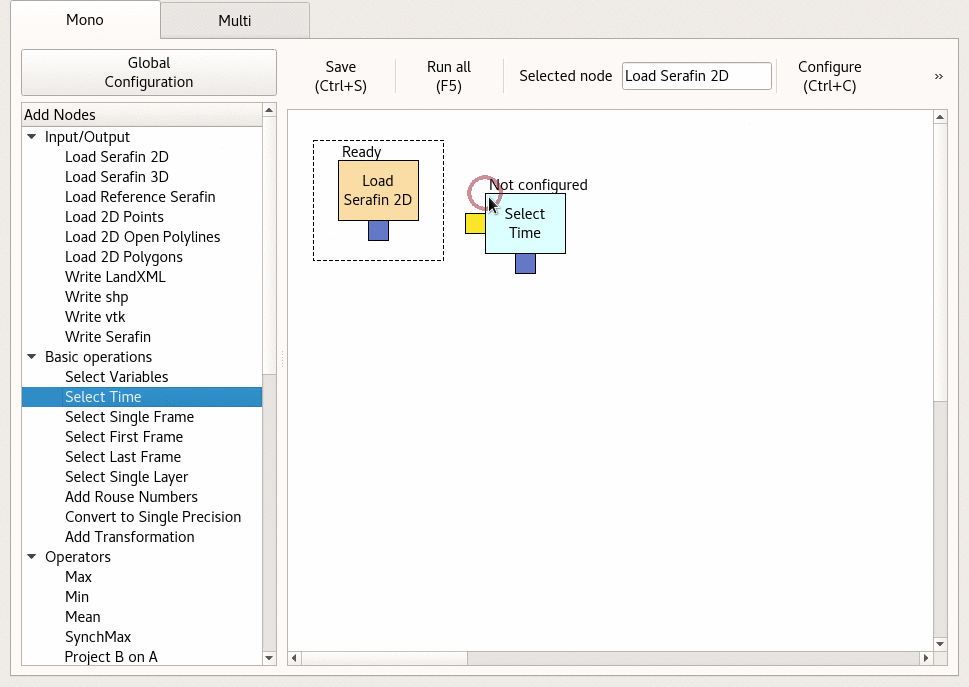 Mono
Multi
Global
Configuration
Save
(Ctrl+S)
Run all
(F5)
Selected node
Load Serafin 2D
Configure
(Ctrl+C)
»
Add Nodes
Input/Output
Load Serafin 2D
Load Serafin 3D
Load Reference Serafin
Load 2D Points
Load 2D Open Polylines
Load 2D Polygons
Write LandXML
Write shp
Write vtk
Write Serafin
Basic operations
Select Variables
Select Time
Select Single Frame
Select First Frame
Select Last Frame
Select Single Layer
Add Rouse Numbers
Convert to Single Precision
Add Transformation
Operators
Max
Min
Mean
SynchMax
Project B on A
Ready
Load
Serafin 2D
Not configured
Select
Time